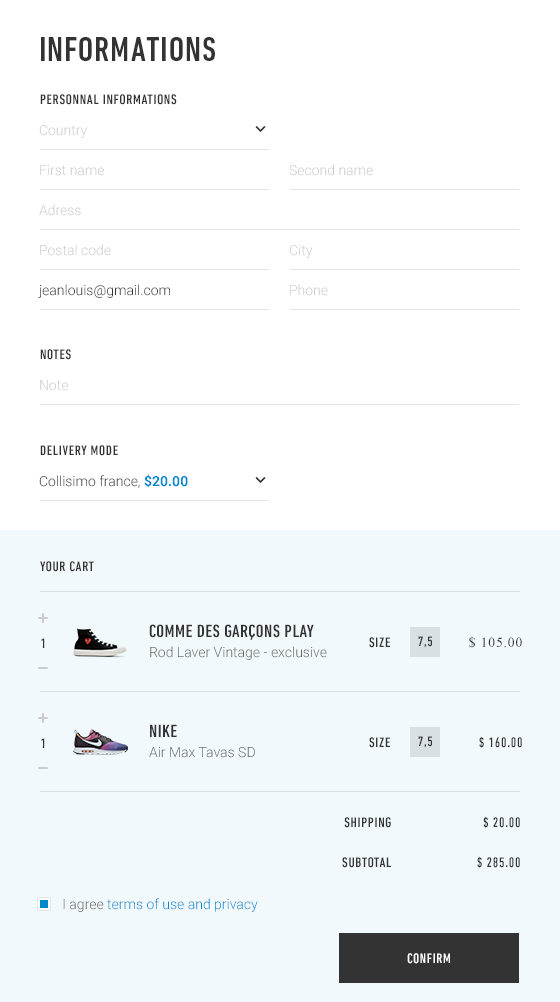 INFORMATIONS
PERSONNAL INFORMATIONS
Country
First name Second name
Adress
Postal code City
jeanlouis@gmail.com Phone
NOTES
Note
DELIVERY MODE
Collisimo france, $20.00
YOUR CART
+
1 COMME DES GARÇONS PLAY SIZE 7,5 $ 105.00
Rod Laver Vintage - exclusive
−
+
1 NIKE SIZE 7,5 $ 160.00
Air Max Tavas SD
−
SHIPPING $ 20.00
SUBTOTAL $ 285.00
I agree terms of use and privacy
CONFIRM